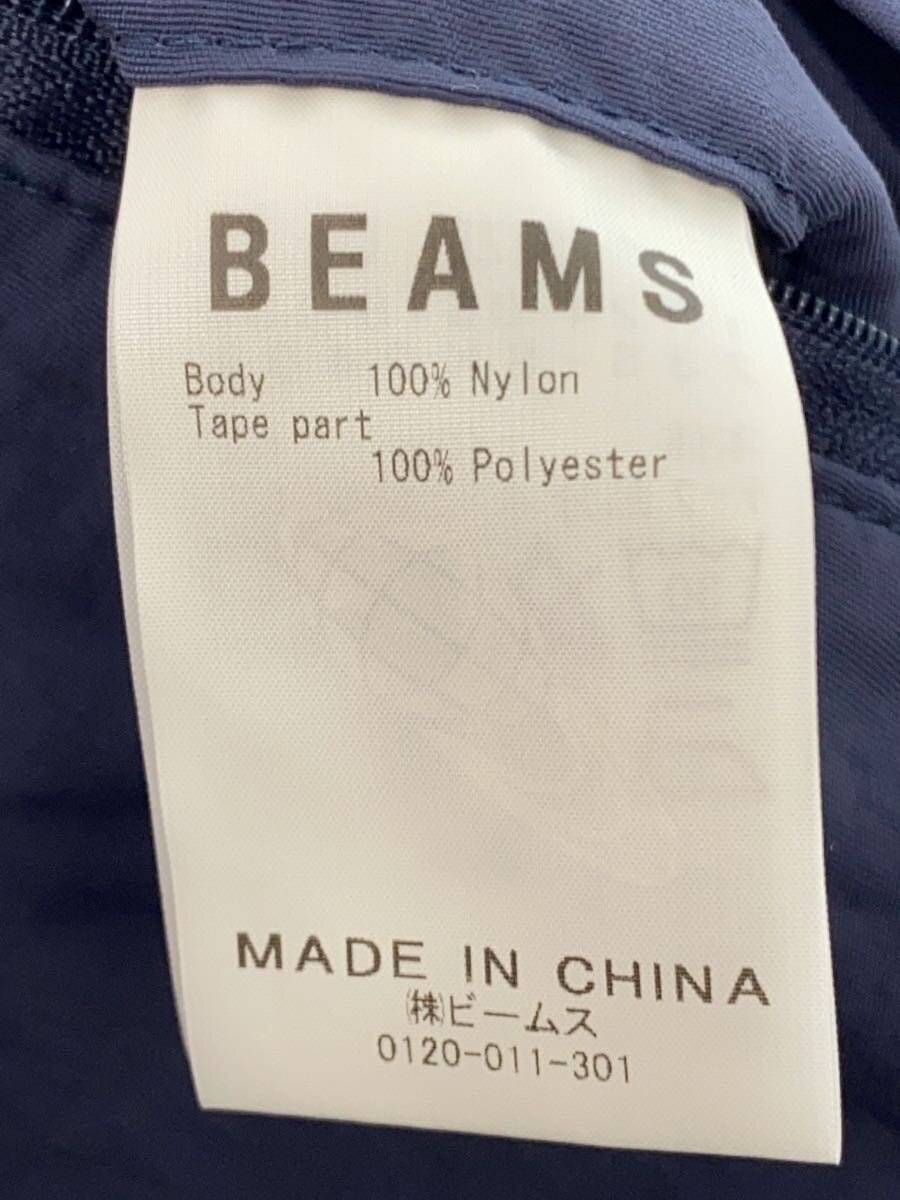 BEAMS
Body 100% Nylon
Tape part
100% Polyester
MADE IN CHINA
㈱ビームス
0120-011-301